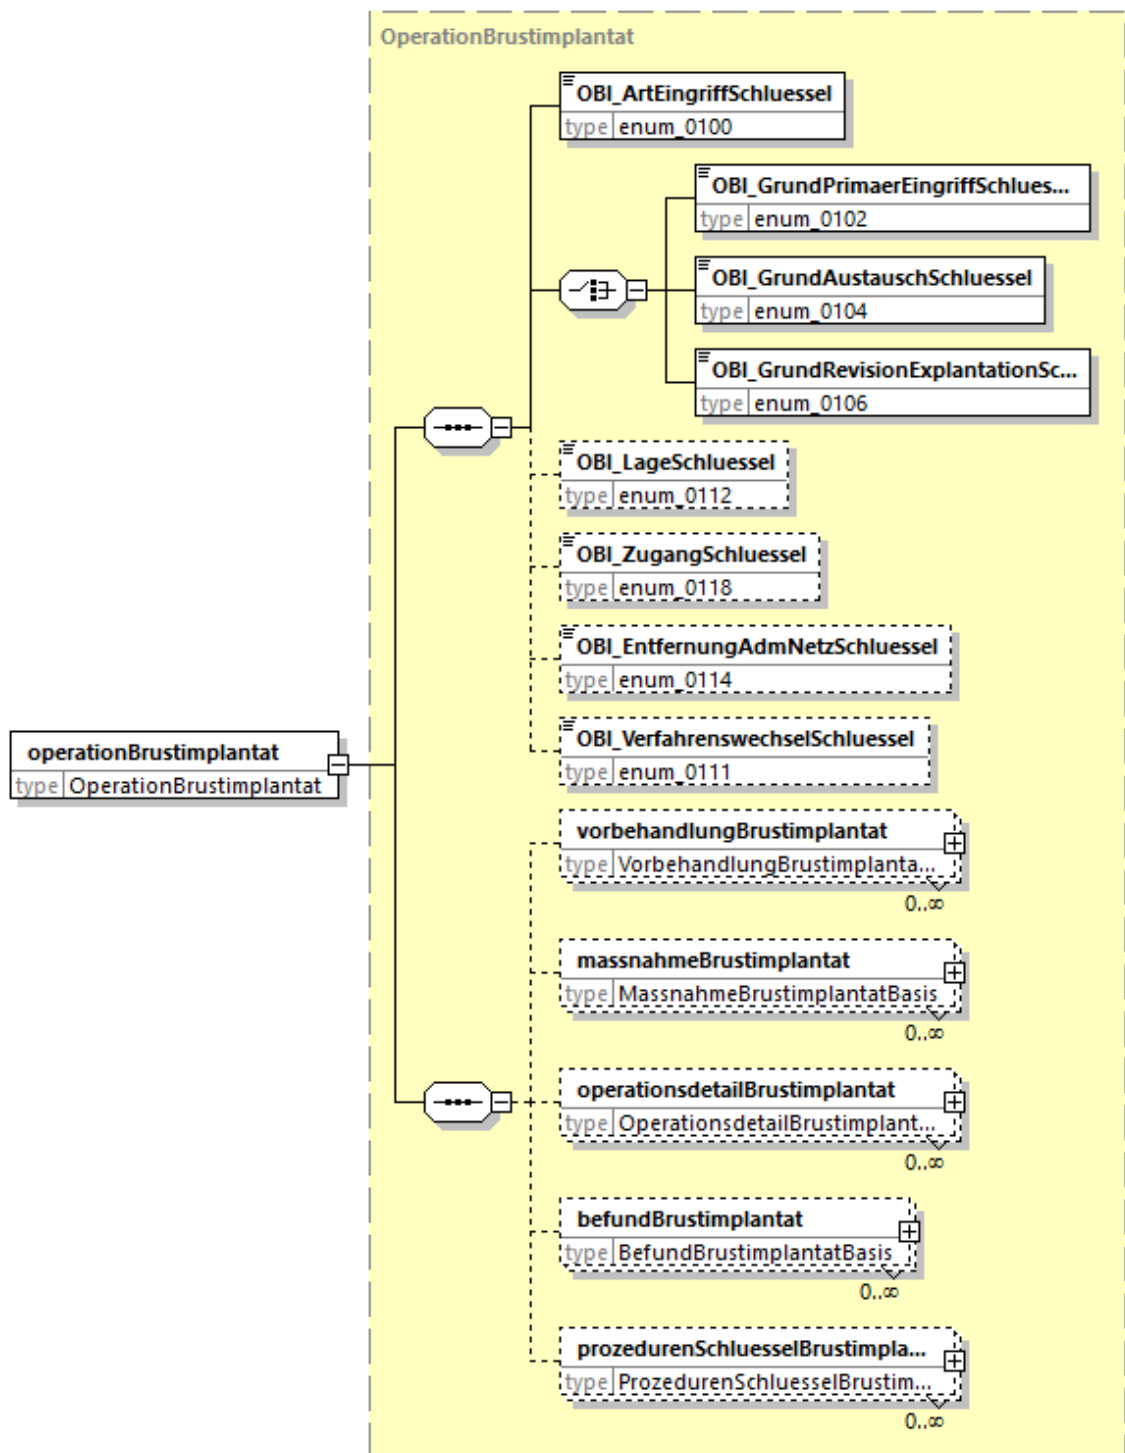 OperationBrustimplantat
OBI_ArtEingriffSchluessel
type enum_0100
OBI_GrundPrimaerEingriffSchlues...
type enum_0102
OBI_GrundAustauschSchluessel
type enum_0104
OBI_GrundRevisionExplantationSc...
type enum_0106
OBI_LageSchluessel
type enum_0112
OBI_ZugangSchluessel
type enum_0118
OBI_EntfernungAdmNetzSchluessel
type enum_0114
OBI_VerfahrenswechselSchluessel
type enum_0111
operationBrustimplantat
type OperationBrustimplantat
vorbehandlungBrustimplantat
type VorbehandlungBrustimplanta...
0..∞
massnahmeBrustimplantat
type MassnahmeBrustimplantatBasis
0..∞
operationsdetailBrustimplantat
type OperationsdetailBrustimplant...
0..∞
befundBrustimplantat
type BefundBrustimplantatBasis
0..∞
prozedurenSchluesselBrustimpla...
type ProzedurenSchluesselBrustim...
0..∞